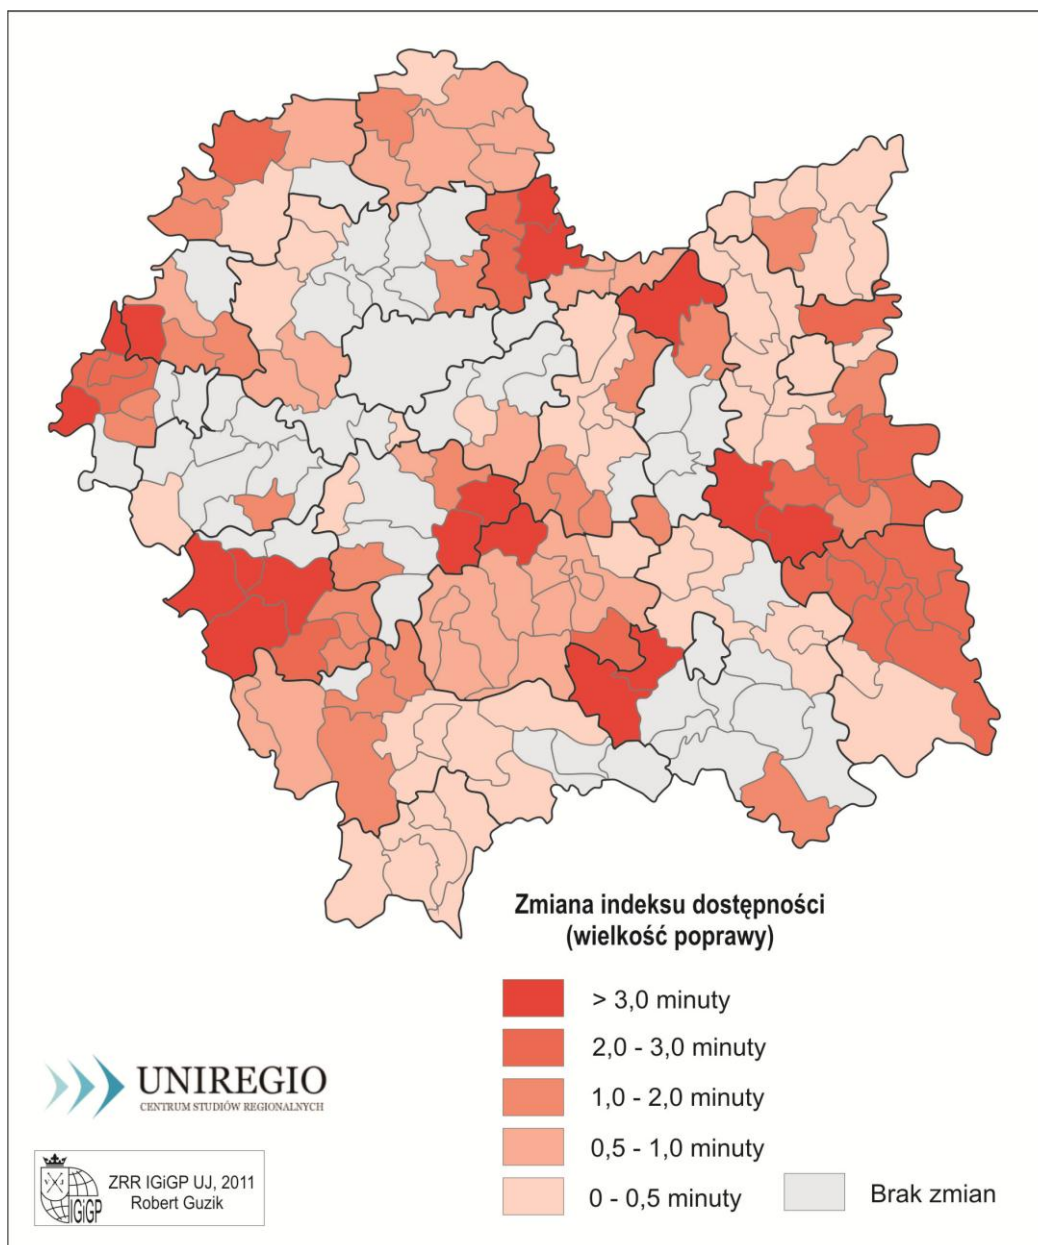 Zmiana indeksu dostępności
(wielkość poprawy)
> 3,0 minuty
2,0 - 3,0 minuty
1,0 - 2,0 minuty
0,5 - 1,0 minuty
0 - 0,5 minuty
Brak zmian
UNIREGIO
CENTRUM STUDIÓW REGIONALNYCH
IGiGP
ZRR IGiGP UJ, 2011
Robert Guzik